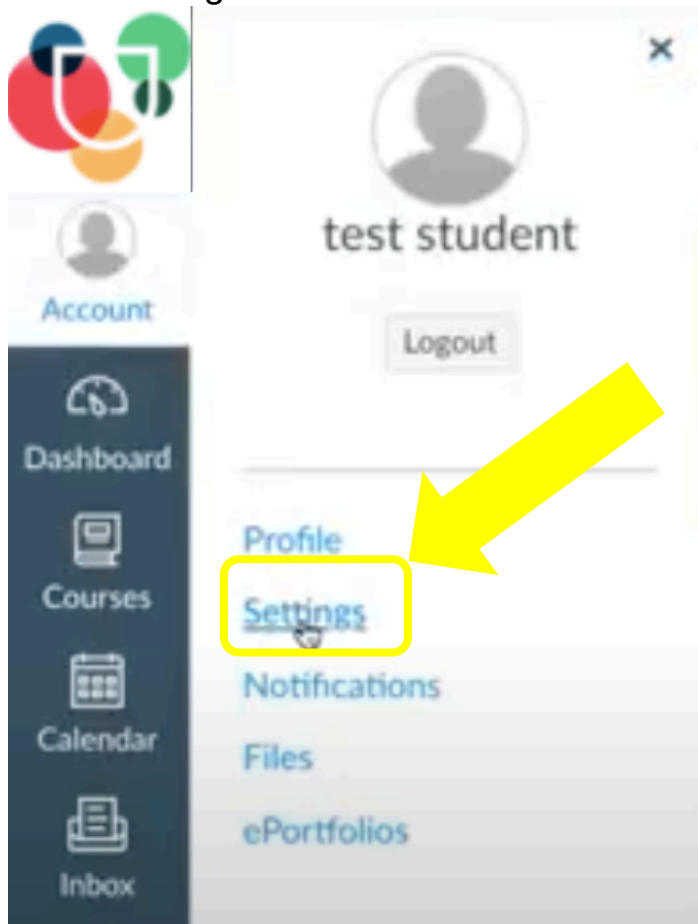 ×
test student
Account
Logout
Dashboard
Profile
Courses
Settings
Notifications
Calendar
Files
ePortfolios
Inbox